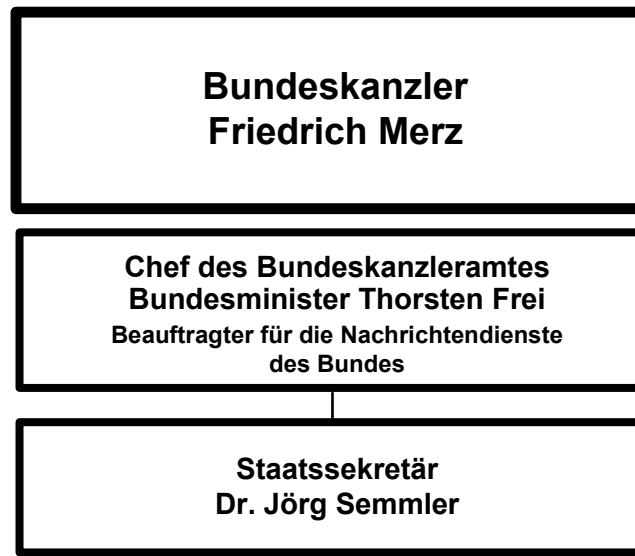 Bundeskanzler
Friedrich Merz
Chef des Bundeskanzleramtes
Bundesminister Thorsten Frei
Beauftragter für die Nachrichtendienste
des Bundes
Staatssekretär
Dr. Jörg Semmler